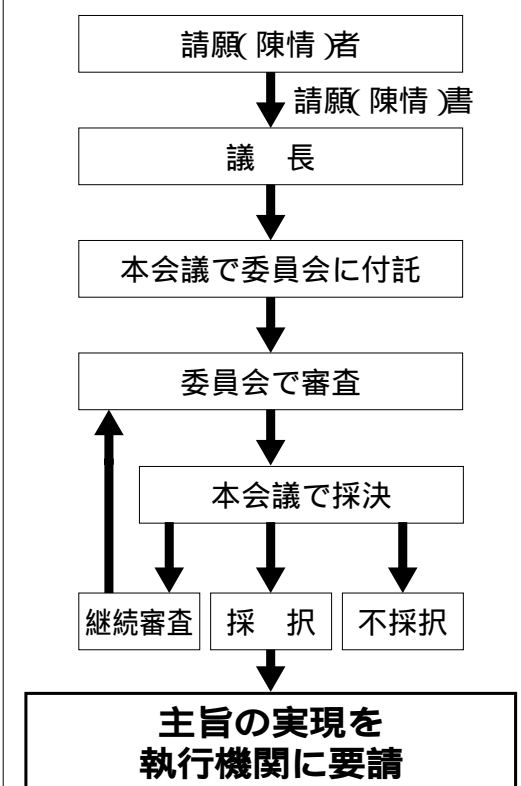 請願(陳情)者
請願(陳情)書
議 長
本会議で委員会に付託
委員会で審査
本会議で採決
継続審査 採 択 不採択
主旨の実現を
執行機関に要請